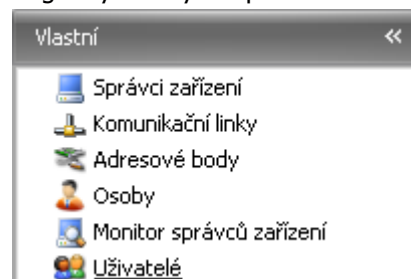 Vlastní
Správci zařízení
Komunikační linky
Adresové body
Osoby
Monitor správců zařízení
Uživatelé